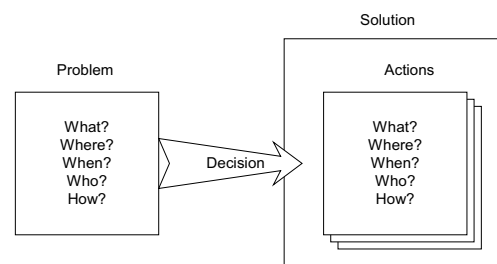 Solution
Problem
Actions
What?
Where?
When?
Who?
How?
Decision
What?
Where?
When?
Who?
How?